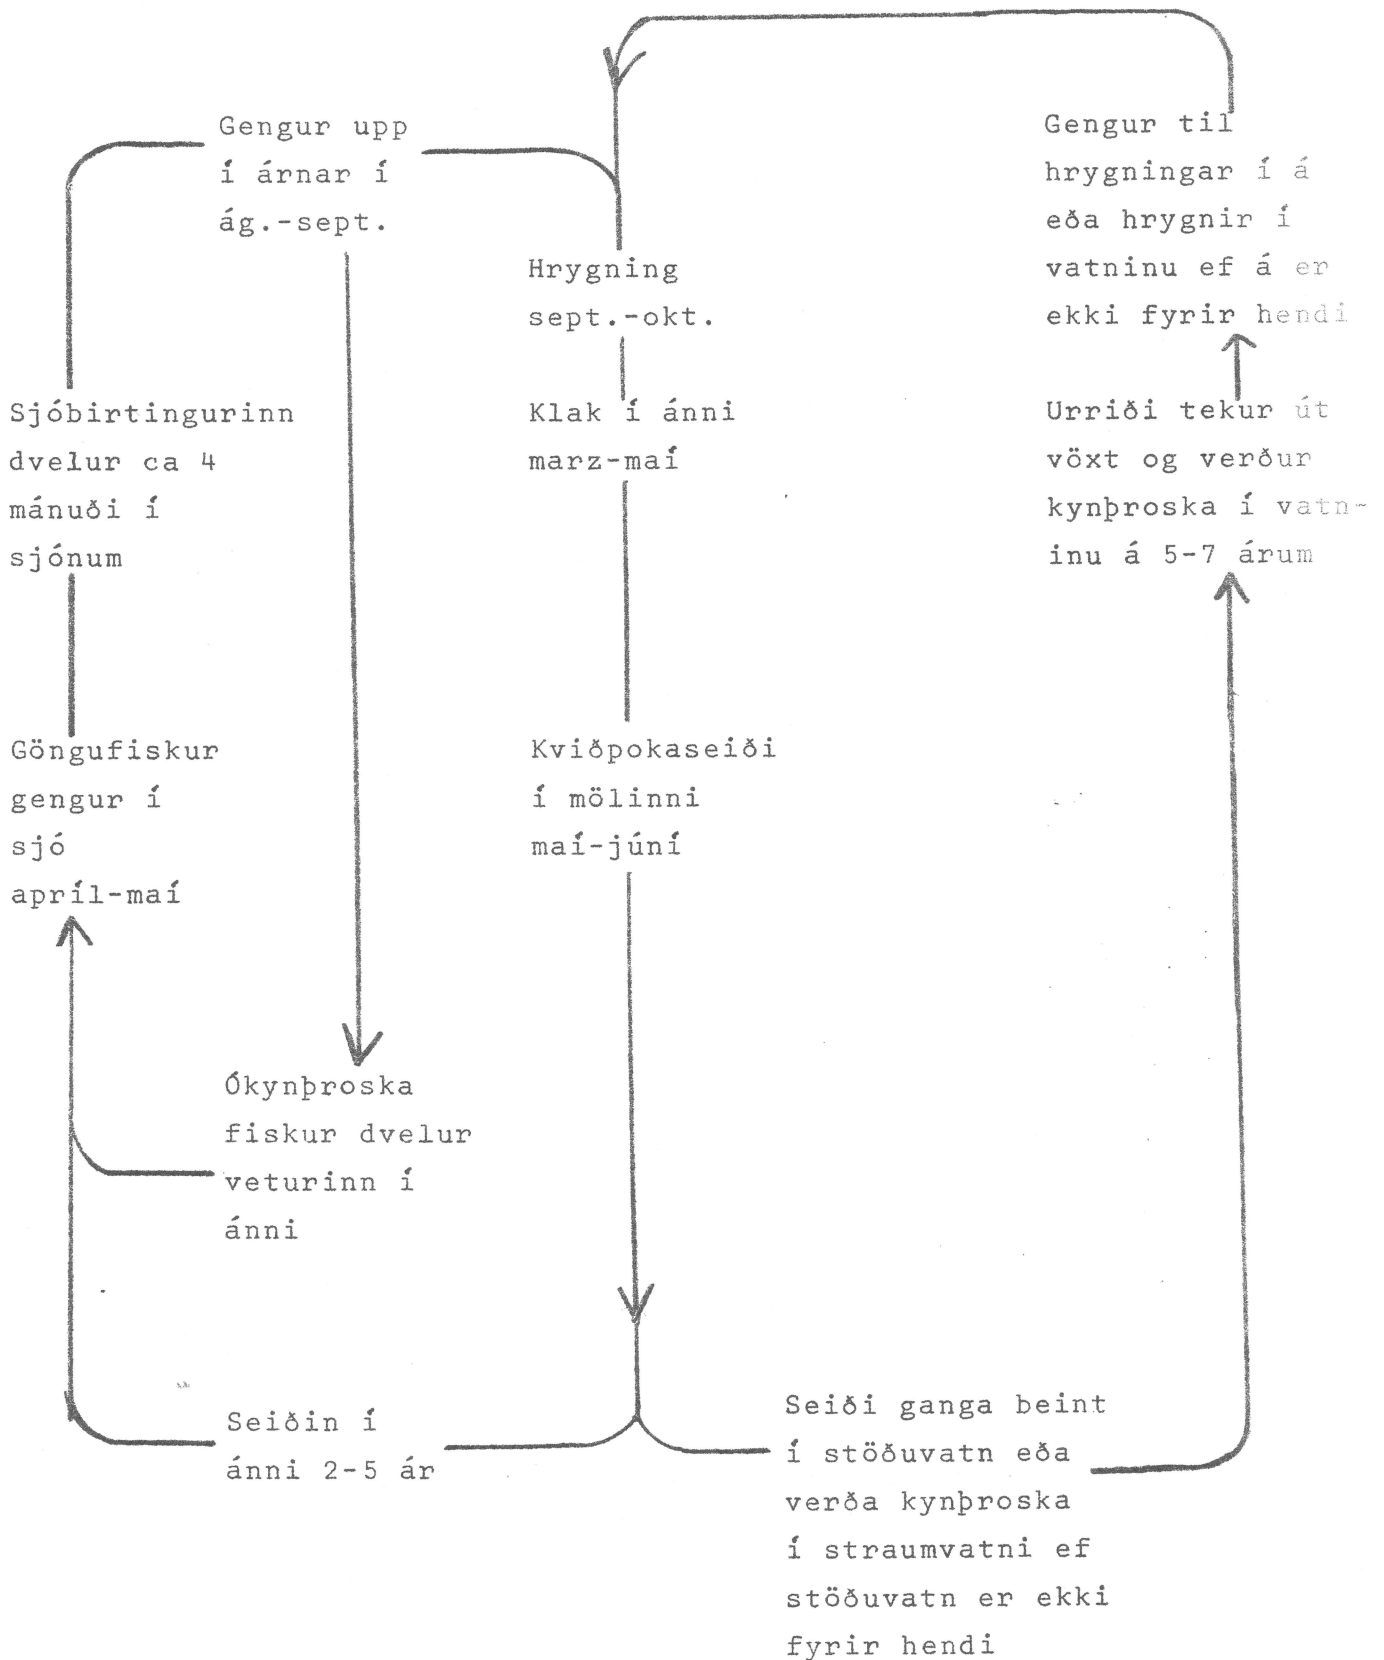 Gengur upp
í árnar í
ág.-sept.
Gengur til
hrygningar í á
eða hrygnir í
vatninu ef á er
ekki fyrir hendi
Hrygning
sept.-okt.
Sjóbirtingurinn
dvelur ca 4
mánuði í
sjónum
Klak í ánni
marz-maí
Urriði tekur út
vöxt og verður
kynþroska í vatn-
inu á 5-7 árum
Göngufiskur
gengur í
sjó
apríl-maí
Kviðpokaseiði
í mölinni
maí-júní
Ókynþroska
fiskur dvelur
veturinn í
ánni
Seiðin í
ánni 2-5 ár
Seiði ganga beint
í stöðuvatn eða
verða kynþroska
í straumvatni ef
stöðuvatn er ekki
fyrir hendi